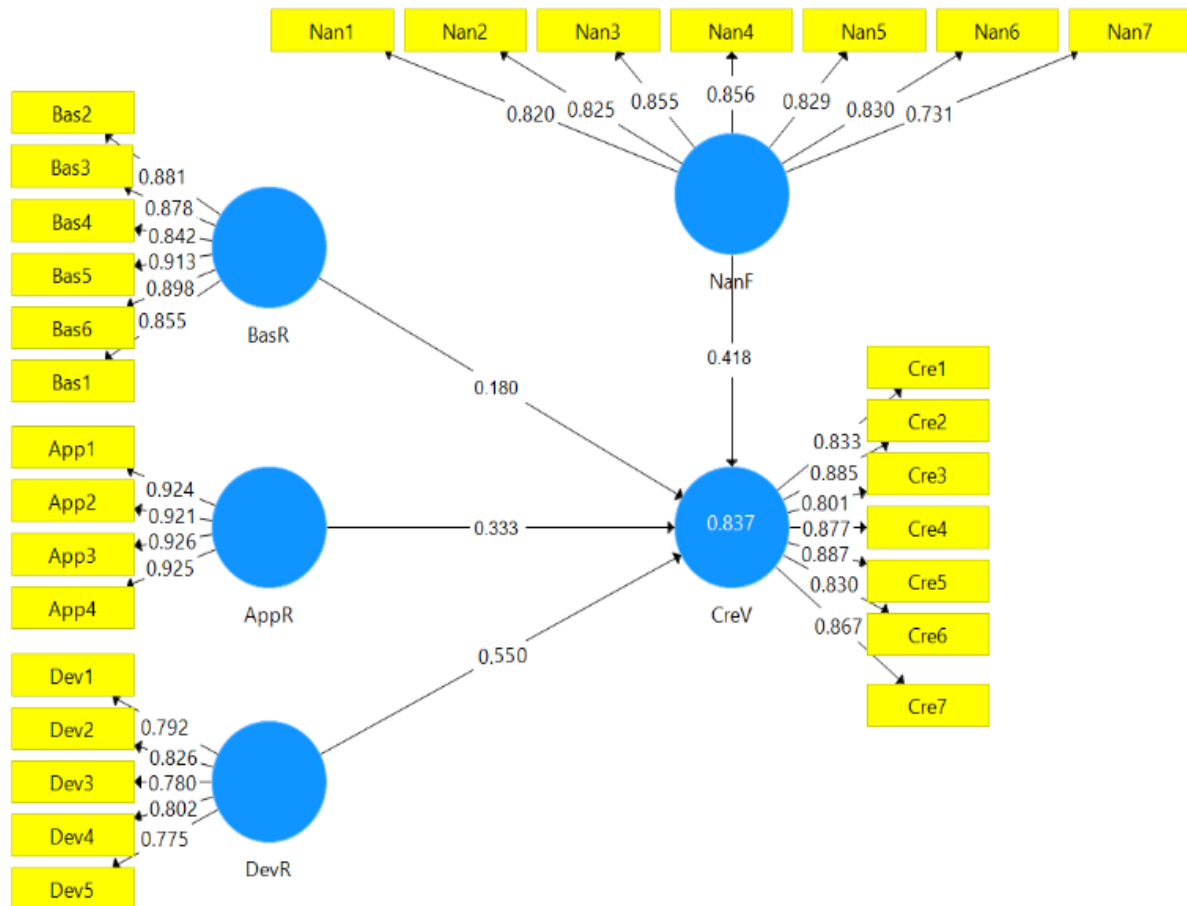 Nan1 Nan2 Nan3 Nan4 Nan5 Nan6 Nan7
0.820 0.825 0.855 0.856 0.829 0.830 0.731
NanF
0.418
Bas2
Bas3
Bas4
Bas5
Bas6
Bas1
0.881
0.878
0.842
0.913
0.898
0.855
BasR
0.180
App1
App2
App3
App4
0.924
0.921
0.926
0.925
AppR
0.333
Dev1
Dev2
Dev3
Dev4
Dev5
0.792
0.826
0.780
0.802
0.775
DevR
0.550
0.837
CreV
0.833
0.885
0.801
0.877
0.887
0.830
0.867
Cre1
Cre2
Cre3
Cre4
Cre5
Cre6
Cre7